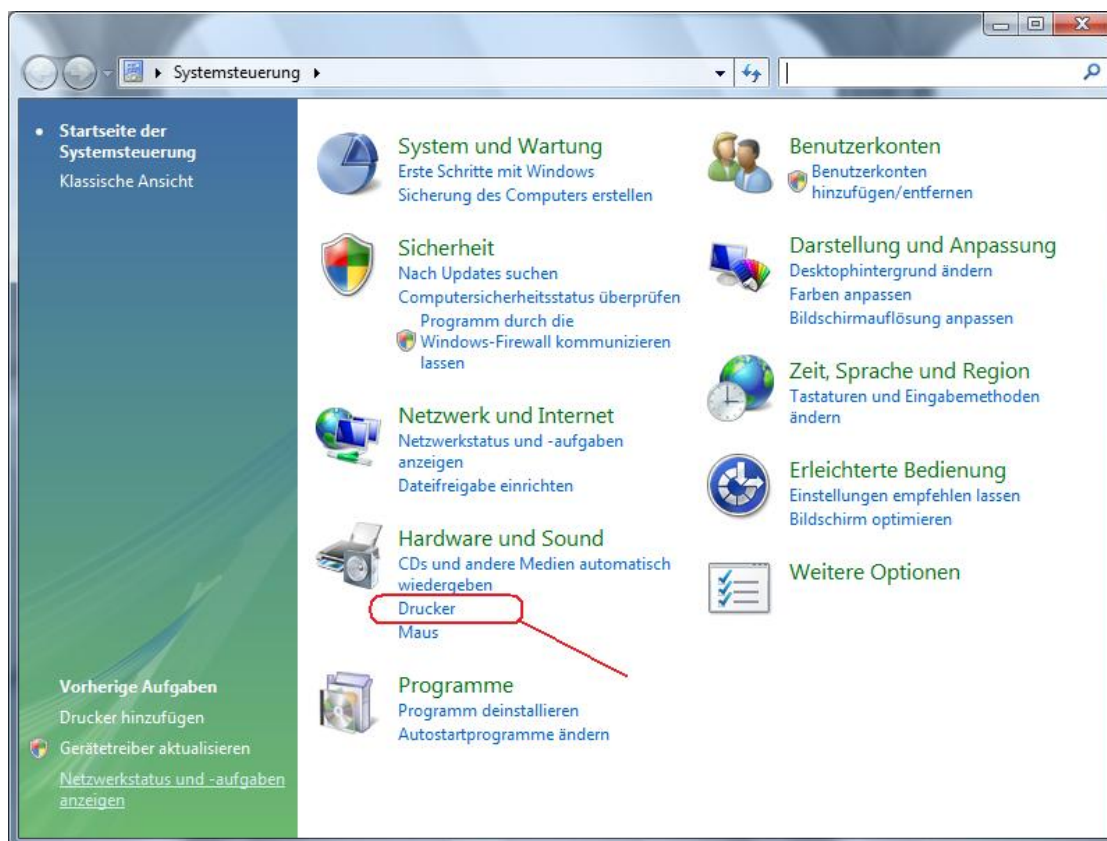 Systemsteuerung
Startseite der
Systemsteuerung
Klassische Ansicht
System und Wartung
Erste Schritte mit Windows
Sicherung des Computers erstellen
Sicherheit
Nach Updates suchen
Computersicherheitsstatus überprüfen
Programm durch die
Windows-Firewall kommunizieren
lassen
Netzwerk und Internet
Netzwerkstatus und -aufgaben
anzeigen
Dateifreigabe einrichten
Hardware und Sound
CDs und andere Medien automatisch
wiedergeben
Drucker
Maus
Programme
Programm deinstallieren
Autostartprogramme ändern
Benutzerkonten
Benutzerkonten
hinzufügen/entfernen
Darstellung und Anpassung
Desktophintergrund ändern
Farben anpassen
Bildschirmauflösung anpassen
Zeit, Sprache und Region
Tastaturen und Eingabemethoden
ändern
Erleichterte Bedienung
Einstellungen empfehlen lassen
Bildschirm optimieren
Weitere Optionen
Vorherige Aufgaben
Drucker hinzufügen
Gerätetreiber aktualisieren
Netzwerkstatus und -aufgaben
anzeigen